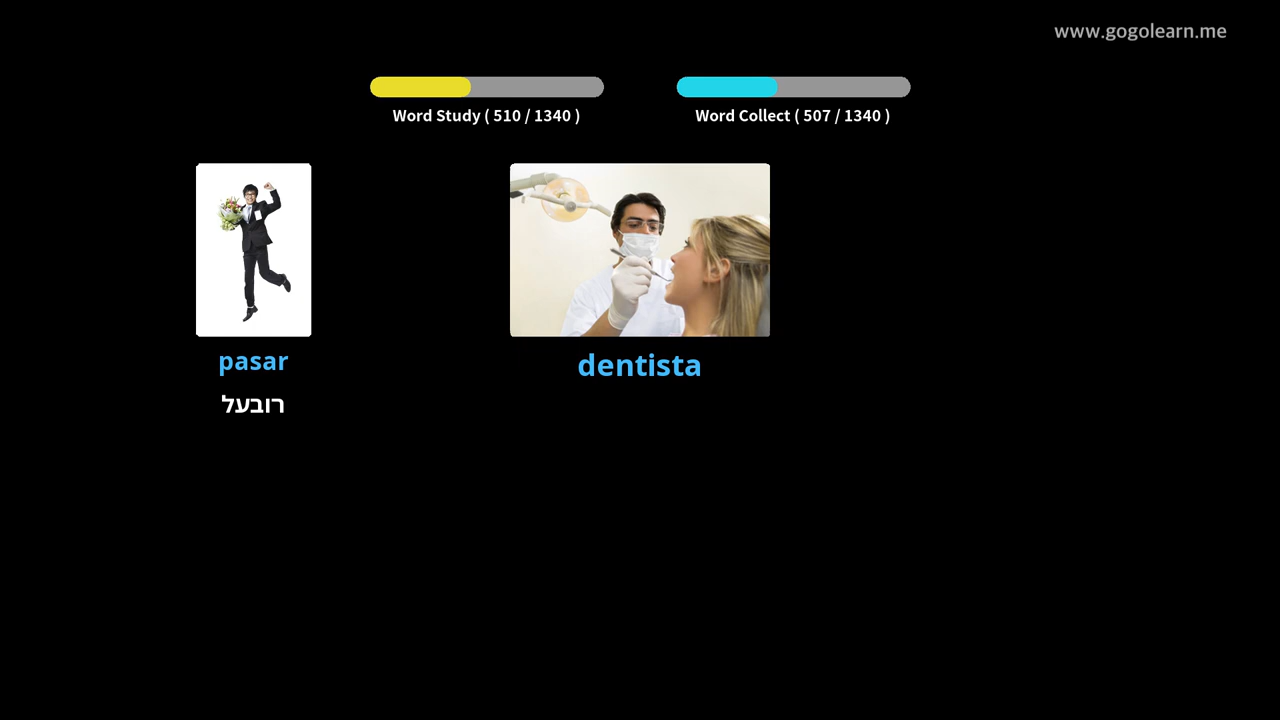 www.gogolearn.me
Word Study ( 510 / 1340 )
Word Collect ( 507 / 1340 )
pasar
רובעל
dentista